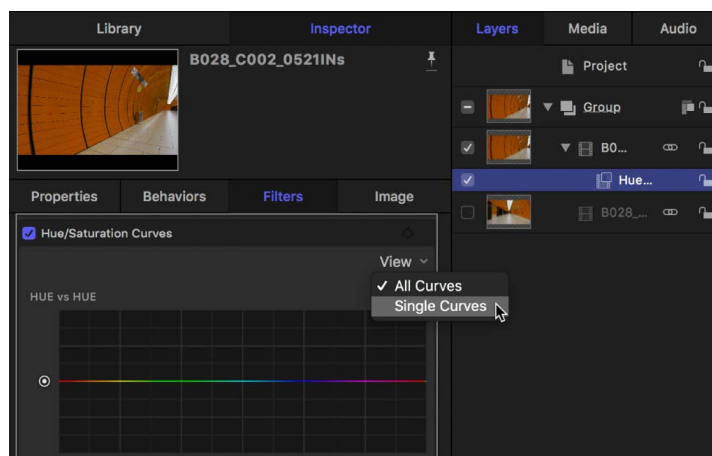 Library
Inspector
Layers
Media
Audio
B028_C002_0521INs
Project
Group
B0...
Hue...
B028_...
Properties
Behaviors
Filters
Image
Hue/Saturation Curves
View
All Curves
Single Curves
HUE vs HUE